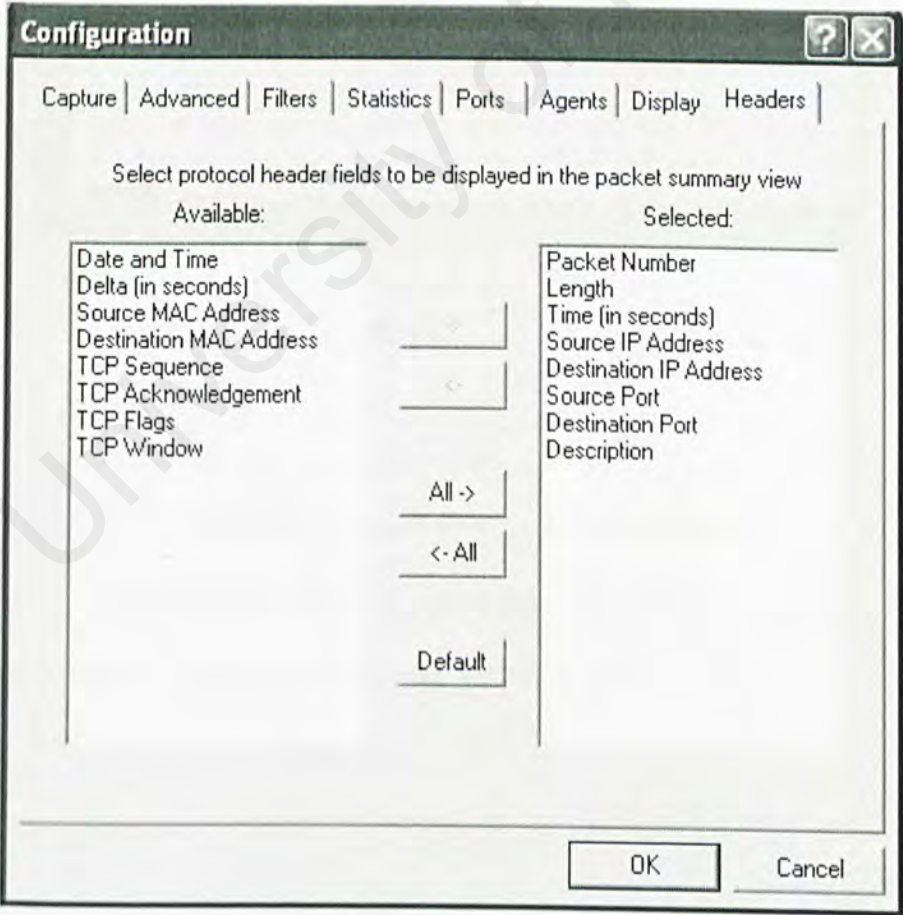 Configuration
Capture Advanced Filters Statistics Ports Agents Display Headers
Select protocol header fields to be displayed in the packet summary view
Available:
Date and Time
Delta (in seconds)
Source MAC Address
Destination MAC Address
TCP Sequence
TCP Acknowledgement
TCP Flags
TCP Window
->
<-
All ->
<- All
Default
Selected:
Packet Number
Length
Time (in seconds)
Source IP Address
Destination IP Address
Source Port
Destination Port
Description
OK
Cancel
University of